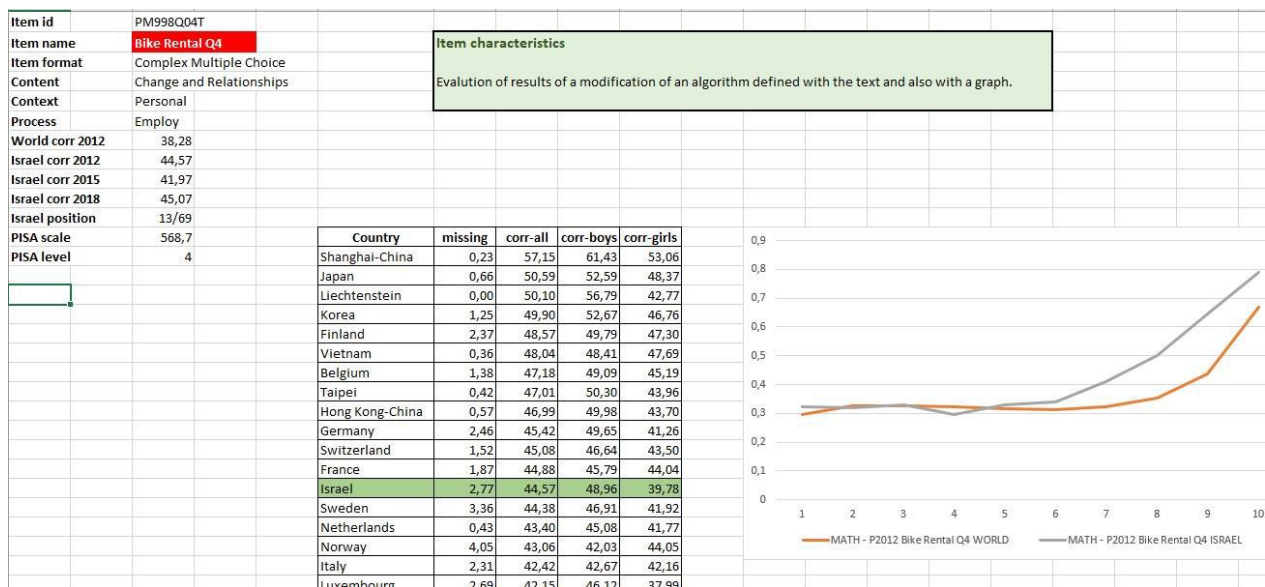 Item id PM998Q04T
Item name Bike Rental Q4
Item format Complex Multiple Choice
Content Change and Relationships
Context Personal
Process Employ
World corr 2012 38,28
Israel corr 2012 44,57
Israel corr 2015 41,97
Israel corr 2018 45,07
Israel position 13/69
PISA scale 568,7
PISA level 4
Item characteristics
Evalution of results of a modification of an algorithm defined with the text and also with a graph.
Country missing corr-all corr-boys corr-girls
Shanghai-China 0,23 57,15 61,43 53,06
Japan 0,66 50,59 52,59 48,37
Liechtenstein 0,00 50,10 56,79 42,77
Korea 1,25 49,90 52,67 46,76
Finland 2,37 48,57 49,79 47,30
Vietnam 0,36 48,04 48,41 47,69
Belgium 1,38 47,18 49,09 45,19
Taipei 0,42 47,01 50,30 43,96
Hong Kong-China 0,57 46,99 49,98 43,70
Germany 2,46 45,42 49,65 41,26
Switzerland 1,52 45,08 46,64 43,50
France 1,87 44,88 45,79 44,04
Israel 2,77 44,57 48,96 39,78
Sweden 3,36 44,38 46,91 41,92
Netherlands 0,43 43,40 45,08 41,77
Norway 4,05 43,06 42,03 44,05
Italy 2,31 42,42 42,67 42,16
Luxembourg 2,69 42,15 46,12 37,99
0,9
0,8
0,7
0,6
0,5
0,4
0,3
0,2
0,1
0
1 2 3 4 5 6 7 8 9 10
MATH - P2012 Bike Rental Q4 WORLD MATH - P2012 Bike Rental Q4 ISRAEL